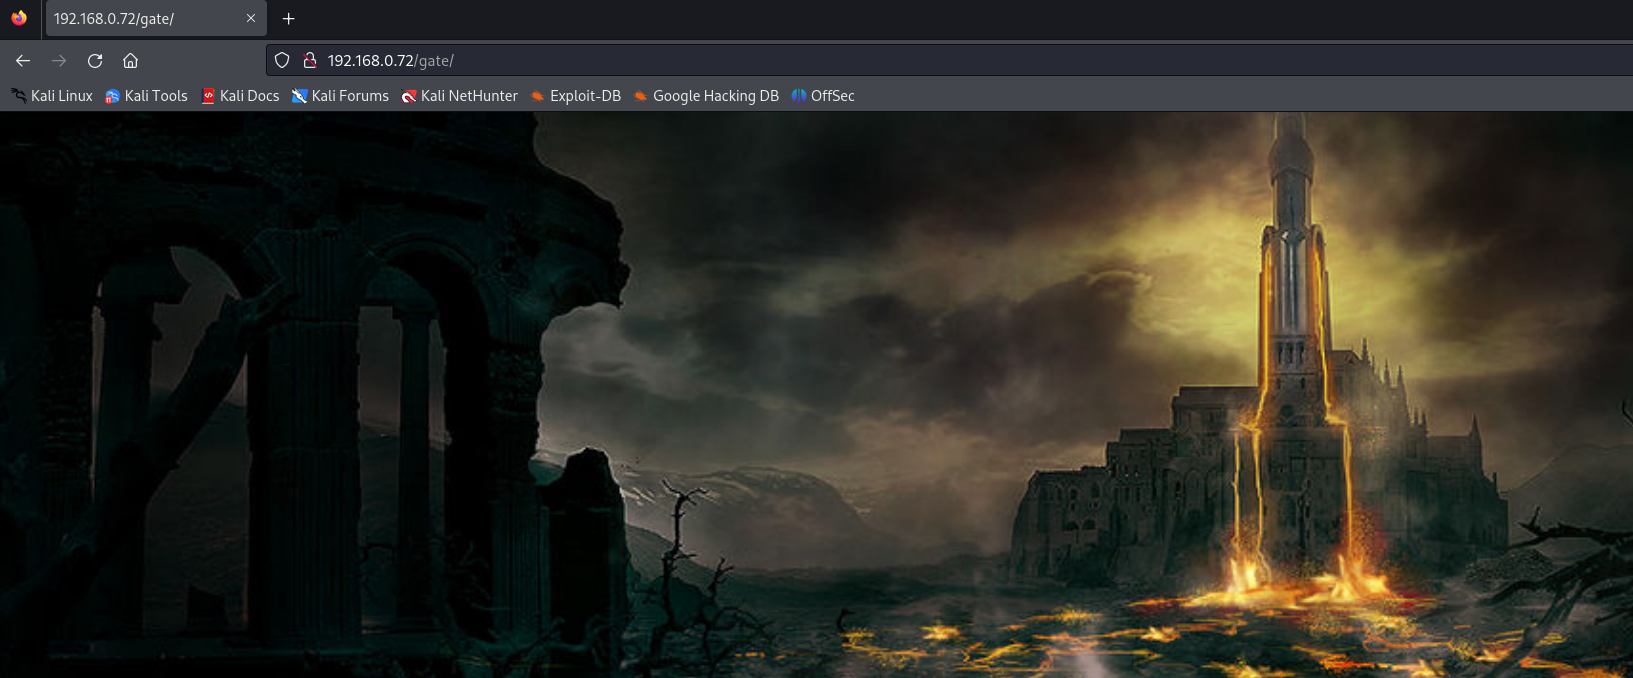 192.168.0.72/gate/
192.168.0.72/gate/
Kali Linux Kali Tools Kali Docs Kali Forums Kali NetHunter Exploit-DB Google Hacking DB OffSec